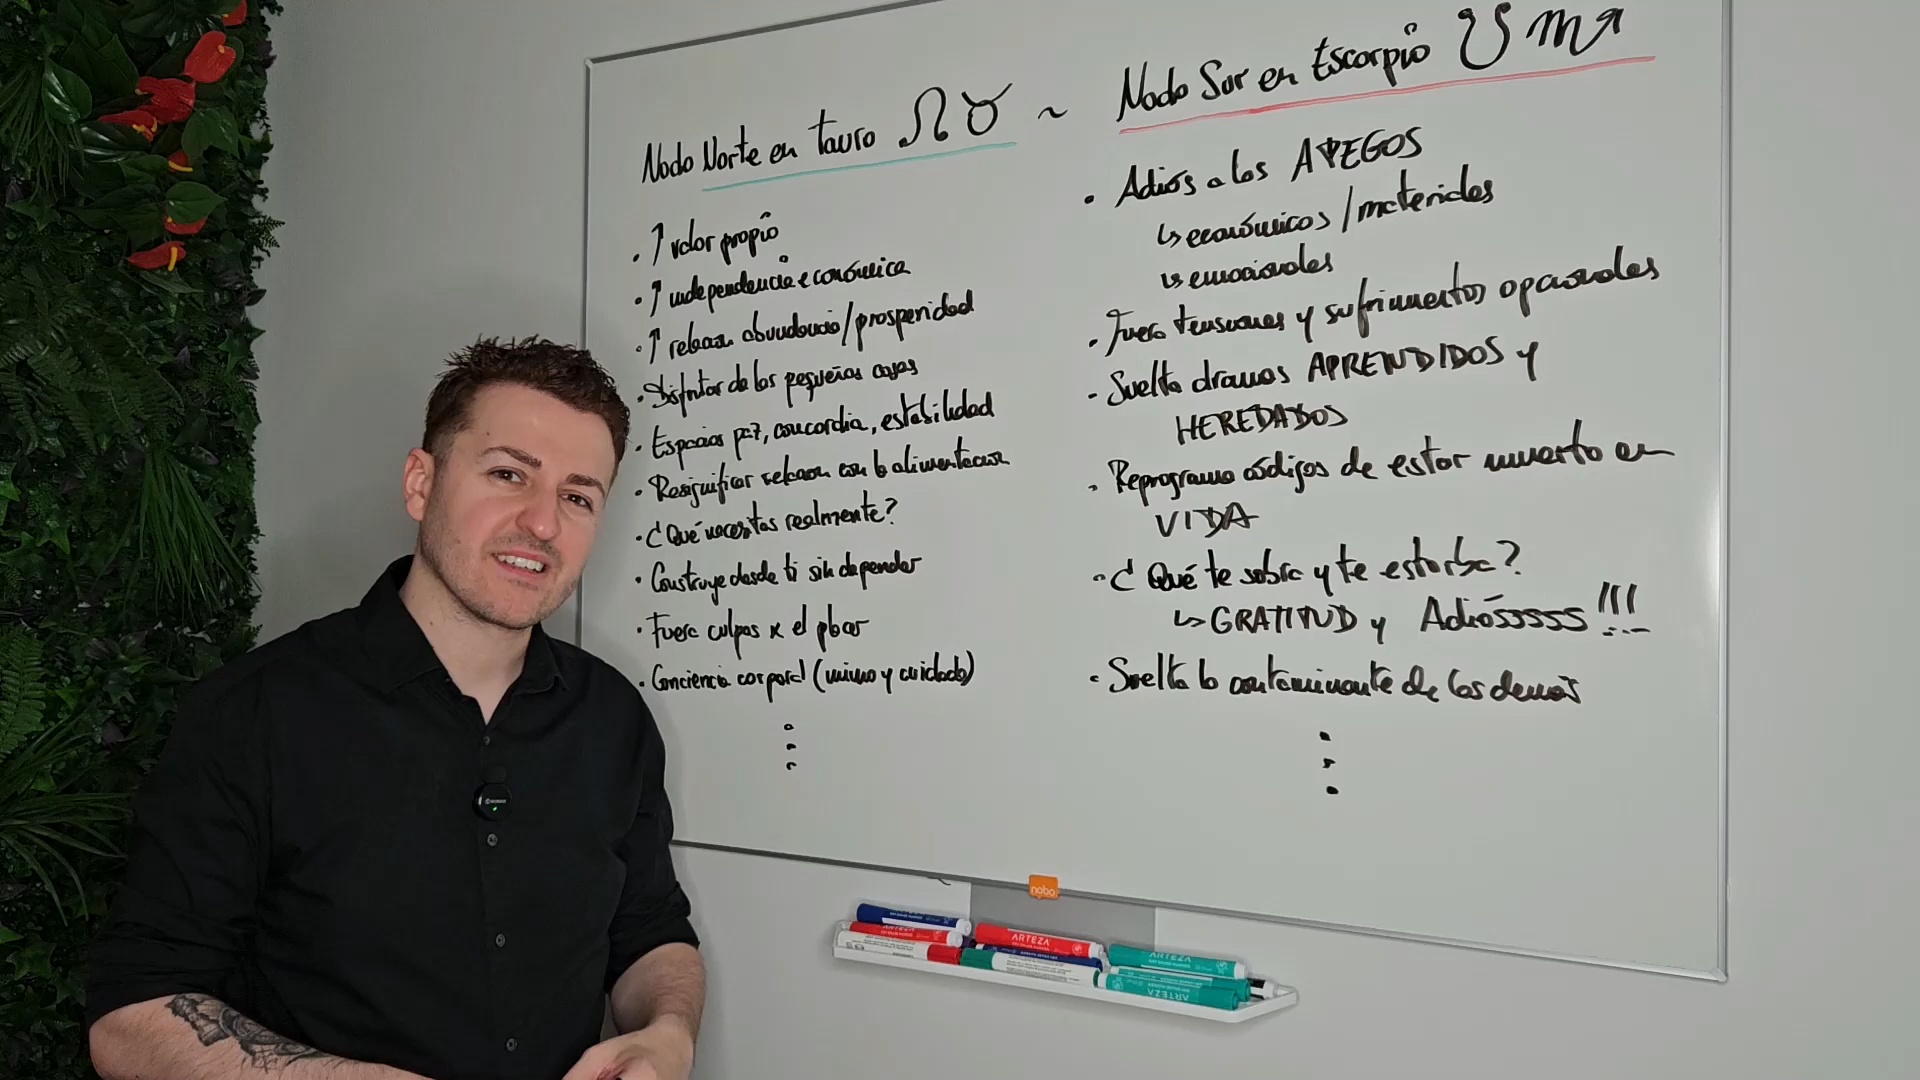 Nodo Norte en Tauro ☊ ♉ ~
• ↑ valor propio
• ↑ independencia económica
• ↑ relación abundancia/prosperidad
• Disfrutar de las pequeñas cosas
• Espacios paz, concordia, estabilidad
• Resignificar relación con la alimentación
• ¿Qué necesitas realmente?
• Construye desde ti sin depender
• Fuera culpas x el placer
• Conciencia corporal (mimo y cuidado)
Nodo Sur en Escorpio ☋ ♏
• Adiós a los APEGOS
↳ económicos/materiales
↳ emocionales
• Fuera tensiones y sufrimientos opcionales
• Suelta dramas APRENDIDOS y
HEREDADOS
• Reprograma códigos de estar muerto en
VIDA
• ¿Qué te sobra y te estorba?
↳ GRATITUD y Adiósssss!!!
• Suelta lo contaminante de los demás
nobo
ARTEZA
ARTEZA
ARTEZA